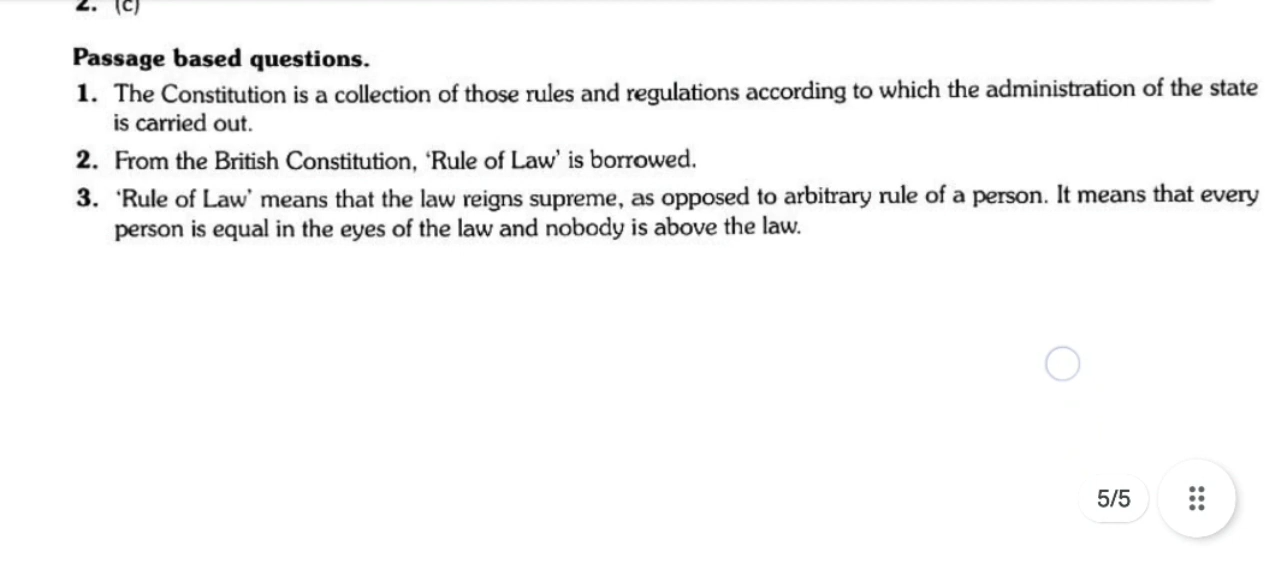 2. (c)
Passage based questions.
1. The Constitution is a collection of those rules and regulations according to which the administration of the state
is carried out.
2. From the British Constitution, ‘Rule of Law’ is borrowed.
3. ‘Rule of Law’ means that the law reigns supreme, as opposed to arbitrary rule of a person. It means that every
person is equal in the eyes of the law and nobody is above the law.
5/5